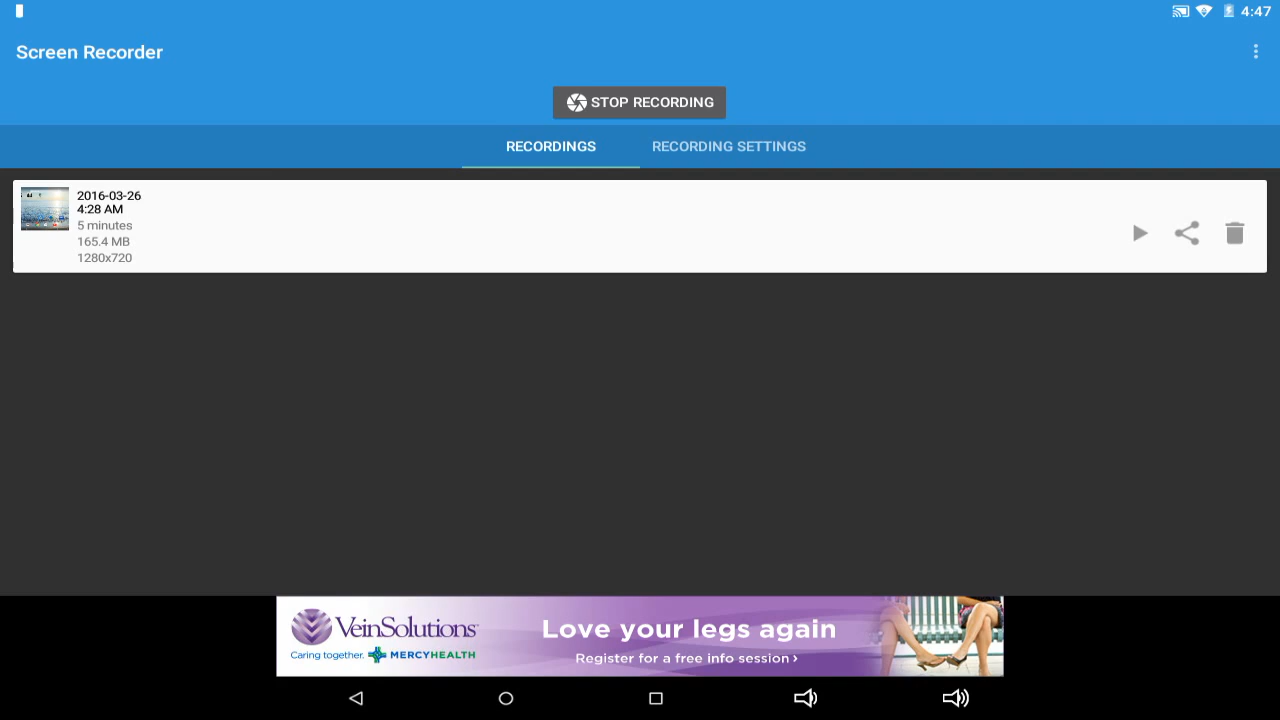 4:47
Screen Recorder
STOP RECORDING
RECORDINGS
RECORDING SETTINGS
2016-03-26
4:28 AM
5 minutes
165.4 MB
1280x720
VeinSolutions
Caring together. MERCYHEALTH
Love your legs again
Register for a free info session ›